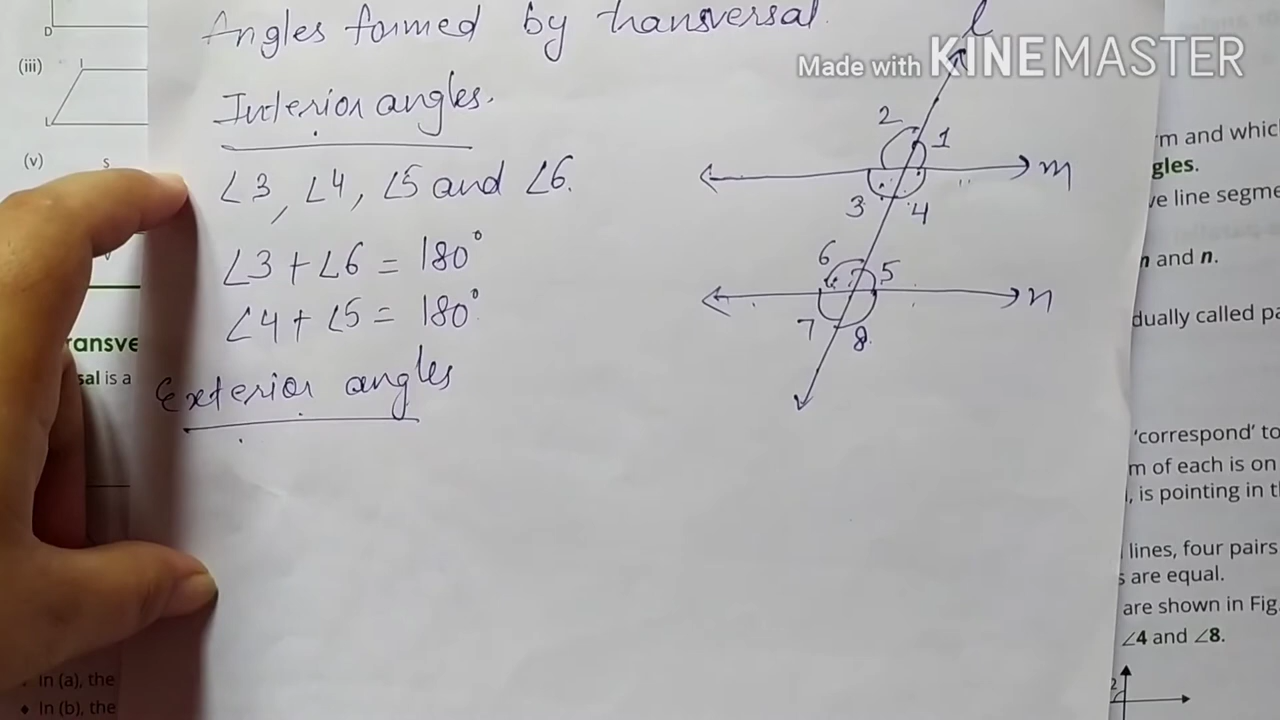 Angles formed by transversal.
Made with KINEMASTER
Interior angles.
∠3, ∠4, ∠5 and ∠6.
∠3 + ∠6 = 180°
∠4 + ∠5 = 180°
Exterior angles
l
2 1
m
3 4
6 5
n
7 8
D
(iii)
I
L
(v)
S
ransve
sal is a
In (a), the
In (b), the
rm and whic
gles.
ve line segme
n and n.
dually called pa
'correspond' to
m of each is on
, is pointing in t
lines, four pairs
s are equal.
are shown in Fig.
∠4 and ∠8.
2